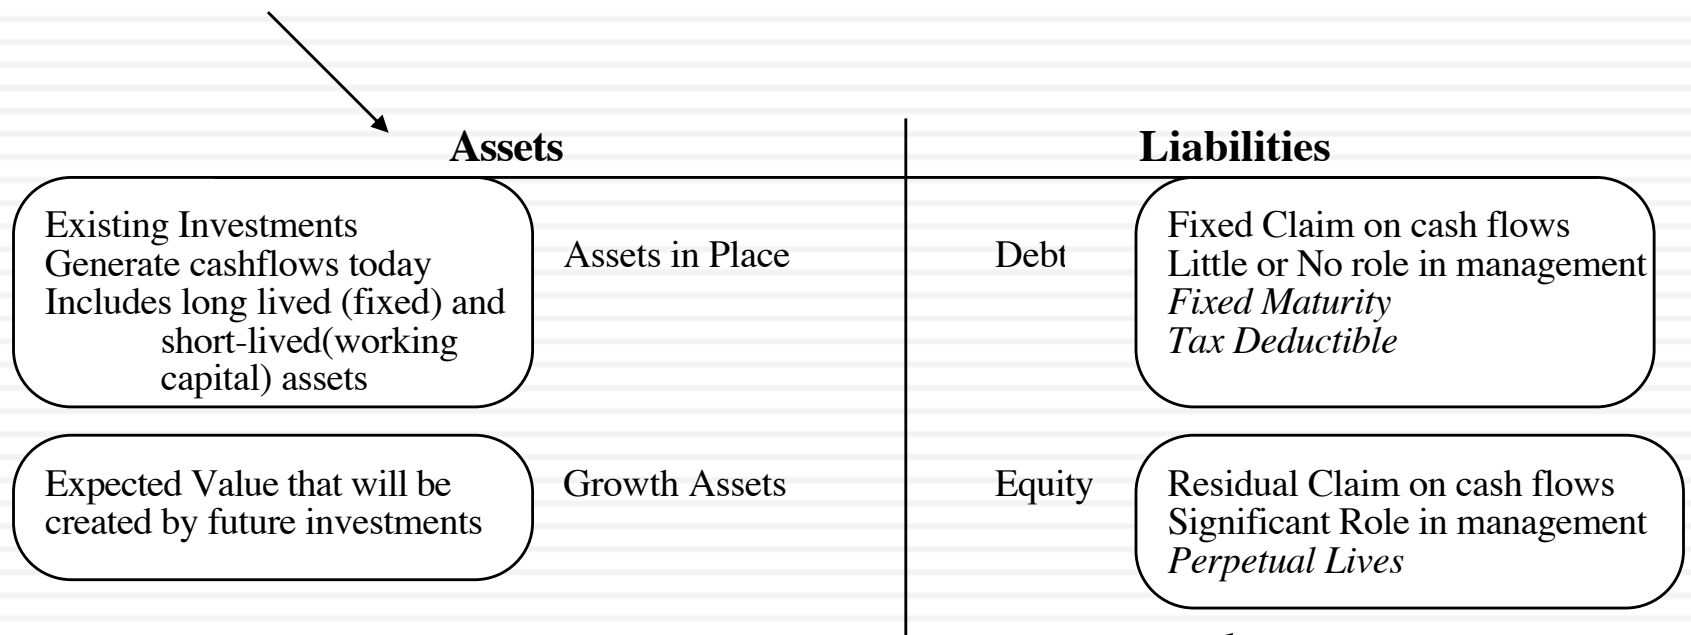 Assets
Liabilities
Existing Investments
Generate cashflows today
Includes long lived (fixed) and
short-lived(working
capital) assets
Assets in Place
Debt
Fixed Claim on cash flows
Little or No role in management
Fixed Maturity
Tax Deductible
Expected Value that will be
created by future investments
Growth Assets
Equity
Residual Claim on cash flows
Significant Role in management
Perpetual Lives